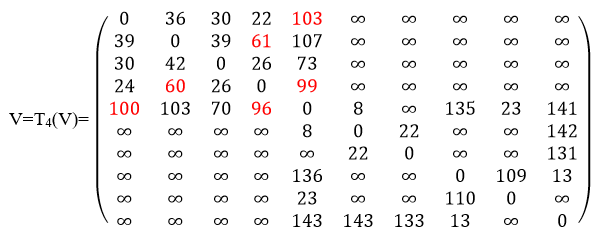 0 36 30 22 103 ∞ ∞ ∞ ∞ ∞
39 0 39 61 107 ∞ ∞ ∞ ∞ ∞
30 42 0 26 73 ∞ ∞ ∞ ∞ ∞
24 60 26 0 99 ∞ ∞ ∞ ∞ ∞
V=T₄(V)= 100 103 70 96 0 8 ∞ 135 23 141
∞ ∞ ∞ ∞ 8 0 22 ∞ ∞ 142
∞ ∞ ∞ ∞ ∞ 22 0 ∞ ∞ 131
∞ ∞ ∞ ∞ 136 ∞ ∞ 0 109 13
∞ ∞ ∞ ∞ 23 ∞ ∞ 110 0 ∞
∞ ∞ ∞ ∞ 143 143 133 13 ∞ 0